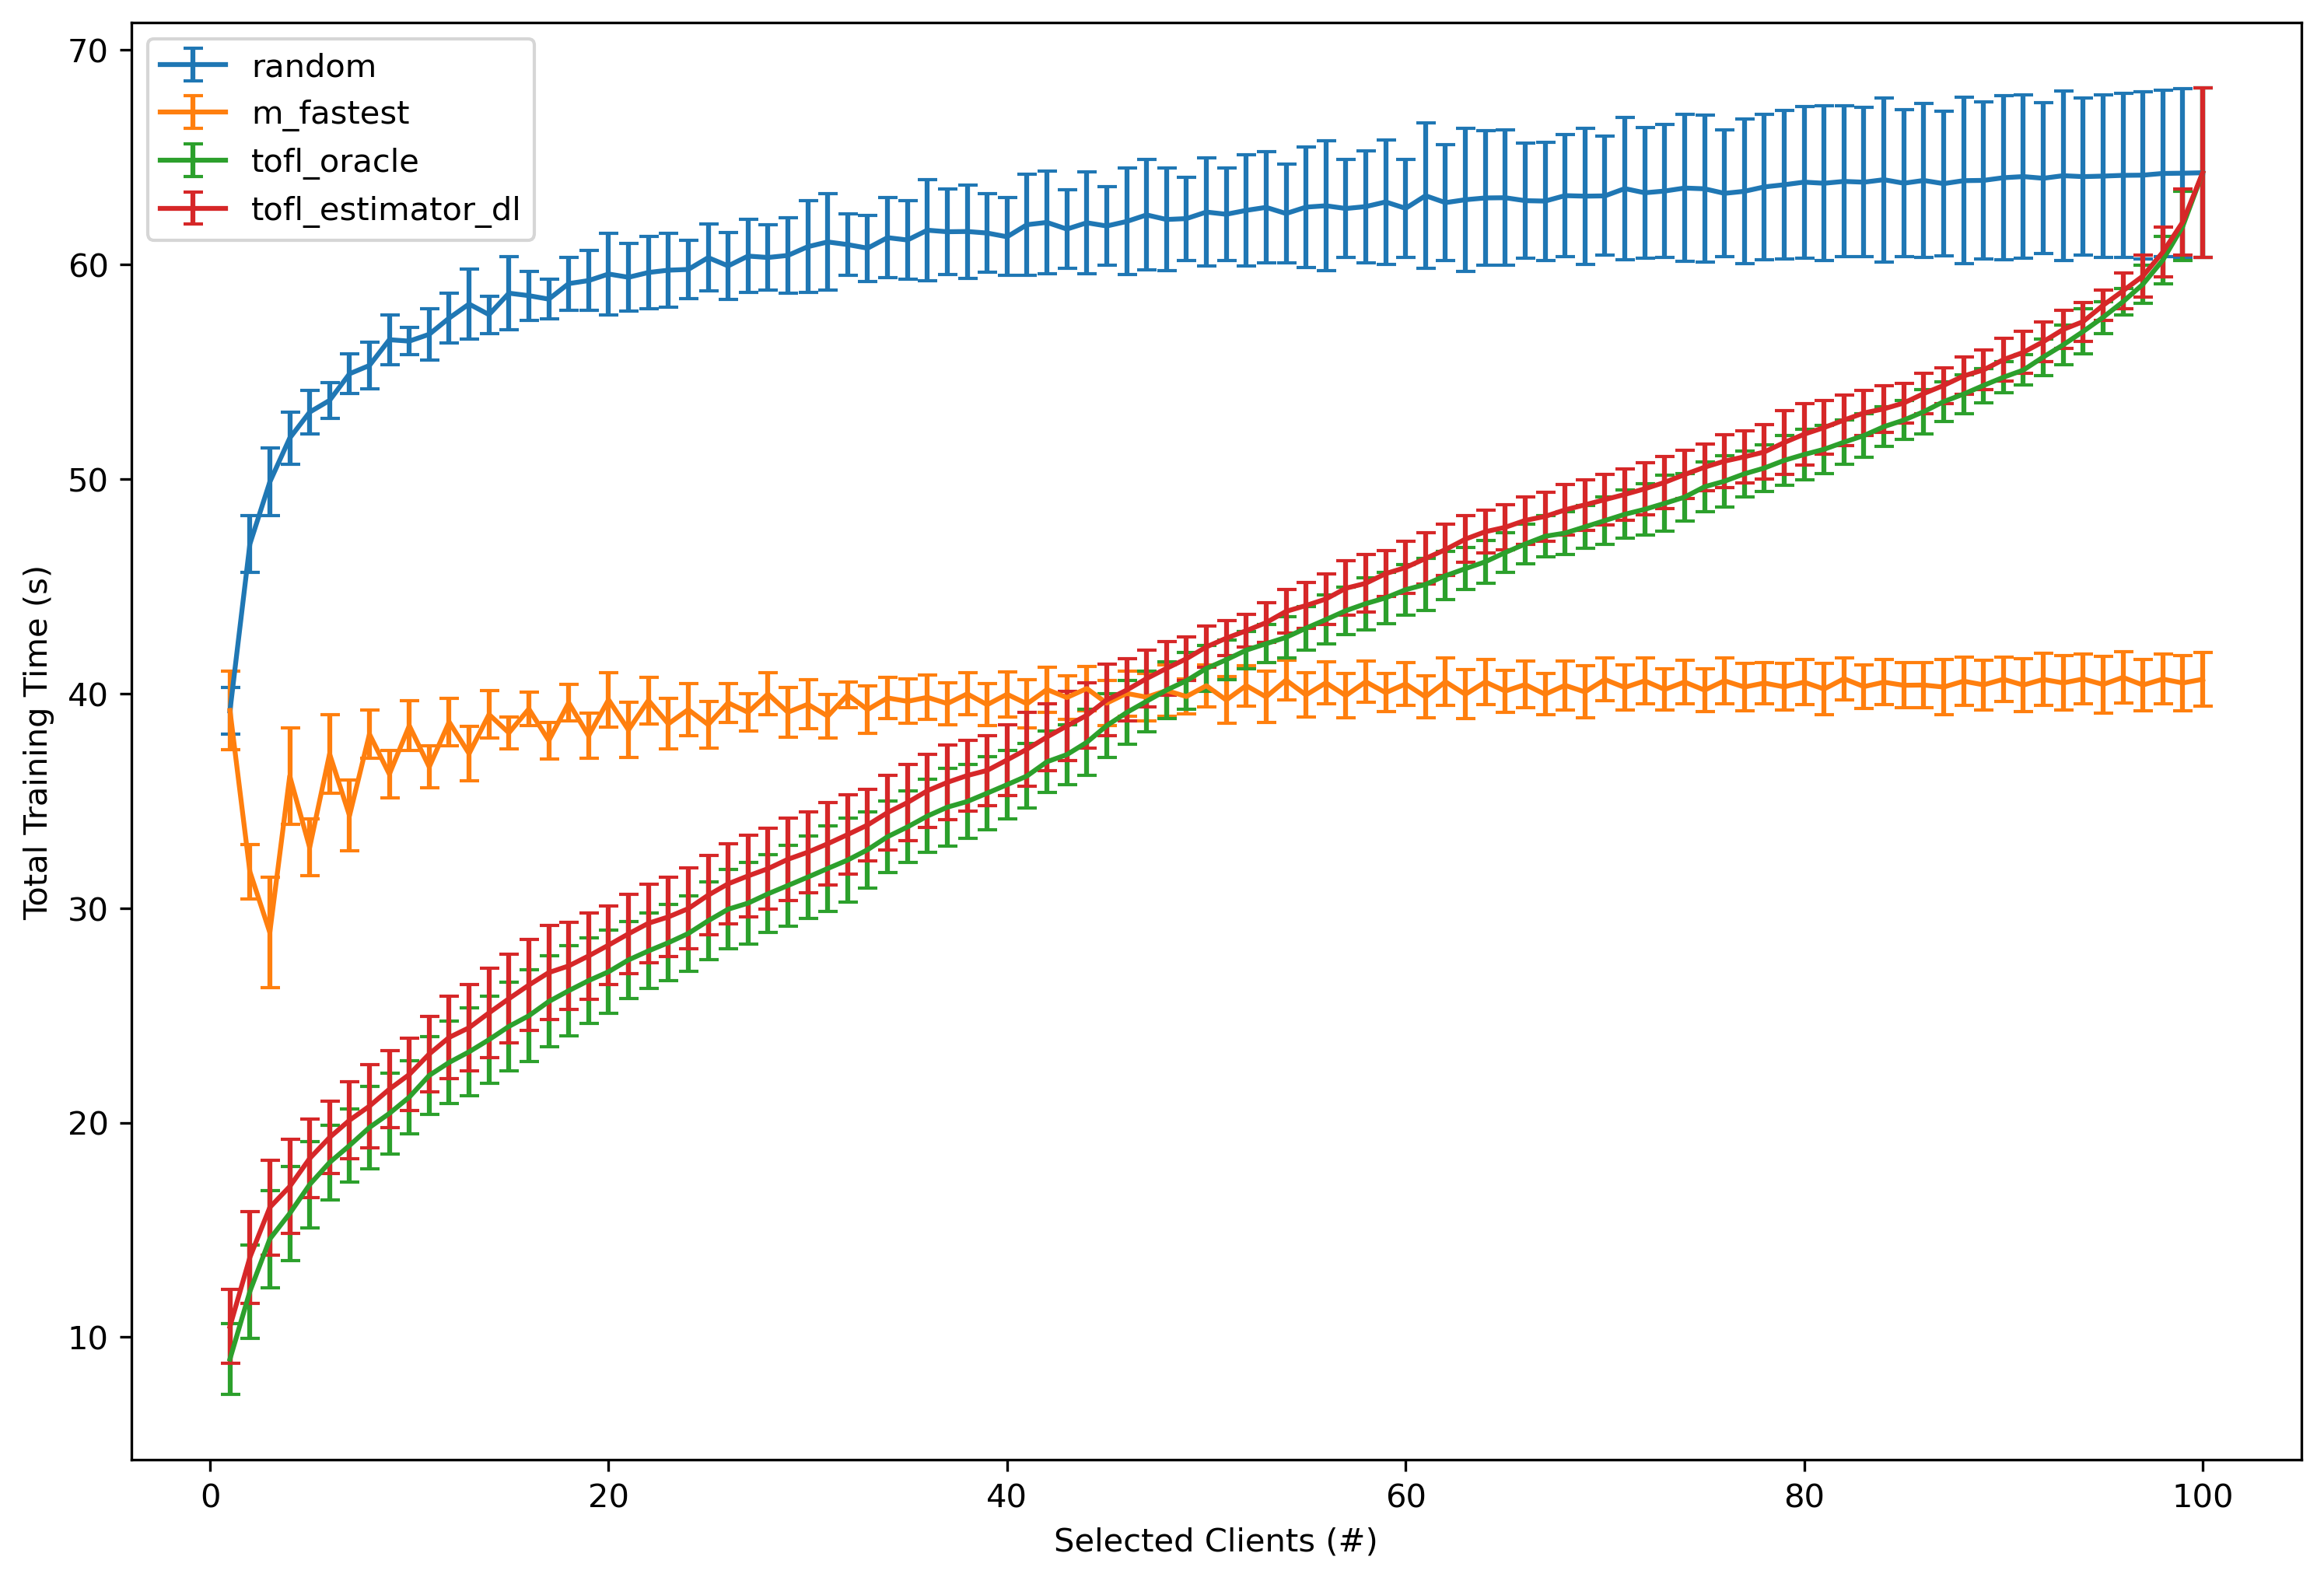 random
m_fastest
tofl_oracle
tofl_estimator_dl
Total Training Time (s)
70
60
50
40
30
20
10
0 20 40 60 80 100
Selected Clients (#)